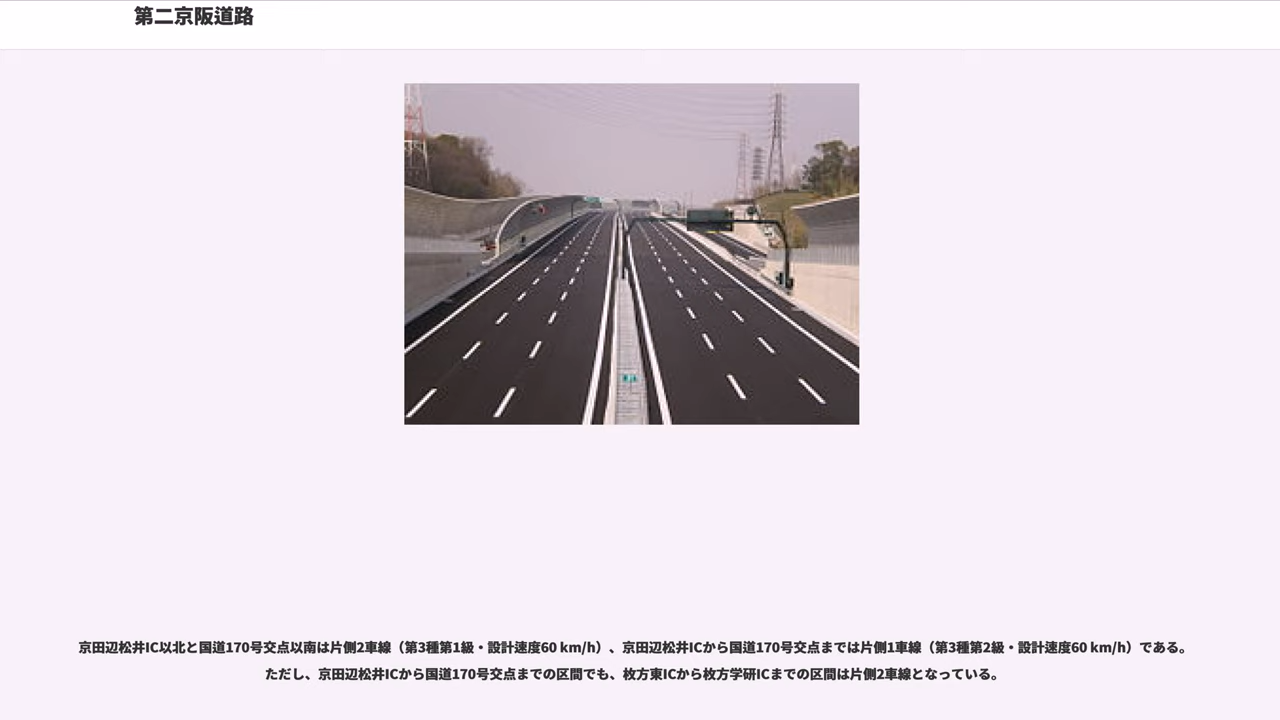 第二京阪道路
京田辺松井IC以北と国道170号交点以南は片側2車線（第3種第1級・設計速度60 km/h）、京田辺松井ICから国道170号交点までは片側1車線（第3種第2級・設計速度60 km/h）である。
ただし、京田辺松井ICから国道170号交点までの区間でも、枚方東ICから枚方学研ICまでの区間は片側2車線となっている。